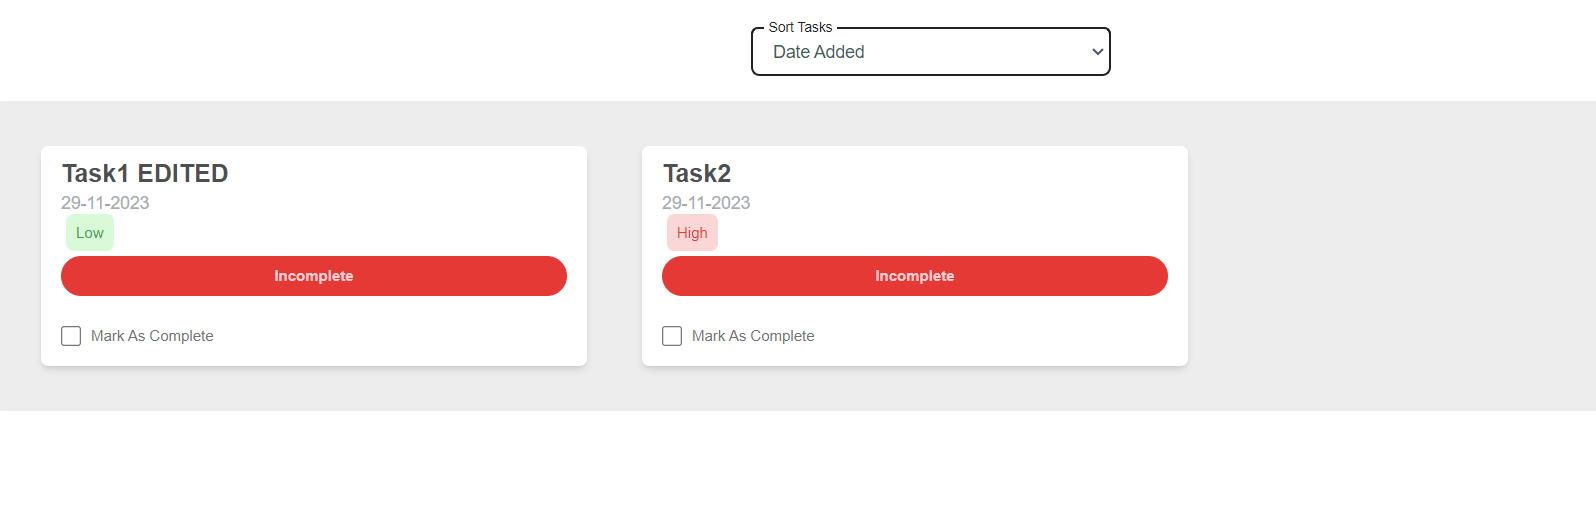 Sort Tasks
Date Added
Task1 EDITED
29-11-2023
Low
Incomplete
Mark As Complete
Task2
29-11-2023
High
Incomplete
Mark As Complete